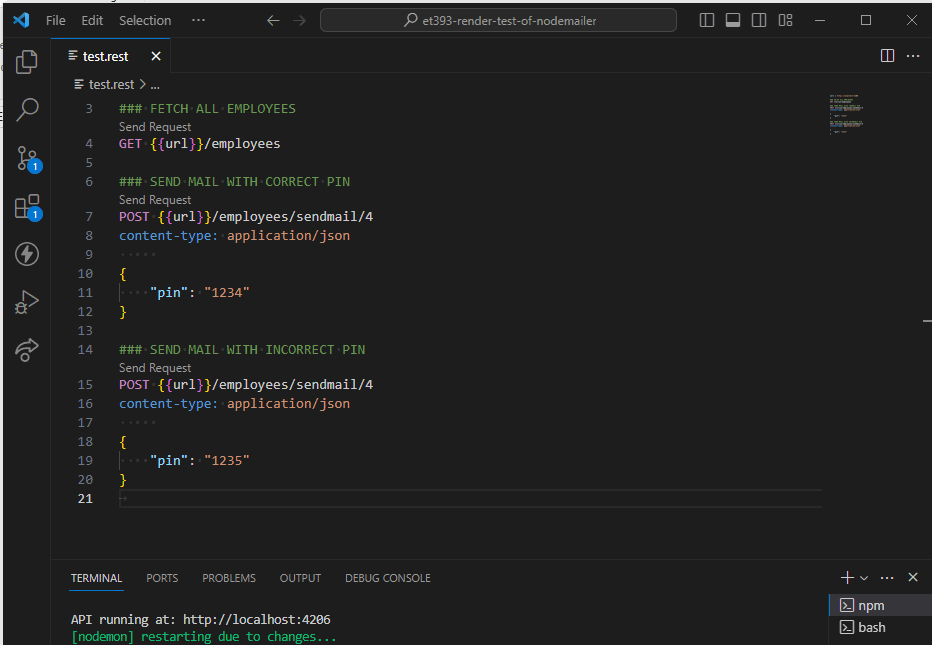 File Edit Selection ··· et393-render-test-of-nodemailer
test.rest
test.rest > ...
3 ### FETCH ALL EMPLOYEES
Send Request
4 GET {{url}}/employees
5
6 ### SEND MAIL WITH CORRECT PIN
Send Request
7 POST {{url}}/employees/sendmail/4
8 content-type: application/json
9
10 {
11 "pin": "1234"
12 }
13
14 ### SEND MAIL WITH INCORRECT PIN
Send Request
15 POST {{url}}/employees/sendmail/4
16 content-type: application/json
17
18 {
19 "pin": "1235"
20 }
21
1
1
TERMINAL PORTS PROBLEMS OUTPUT DEBUG CONSOLE
API running at: http://localhost:4206
[nodemon] restarting due to changes...
npm
bash